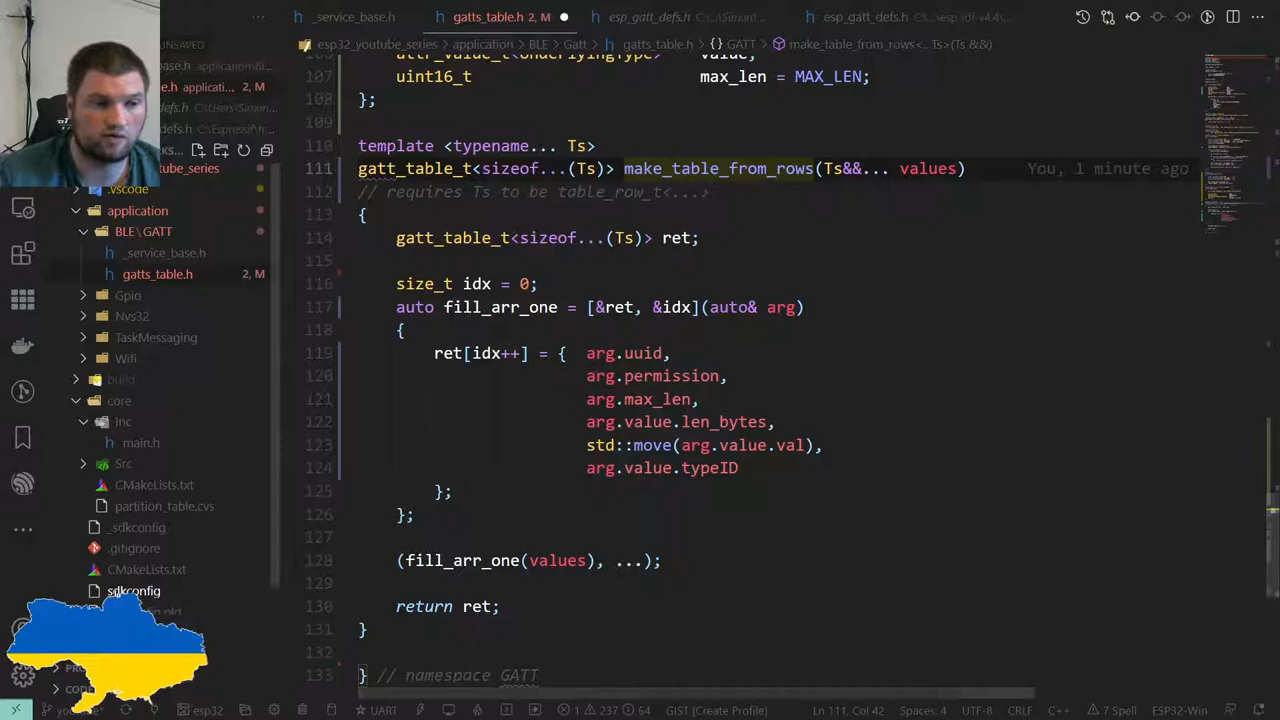 _service_base.h
gatts_table.h 2, M
esp_gatt_defs.h C:\Users\Simon\...
esp_gatt_defs.h ...\esp-idf-v4.4\...
esp32_youtube_series > application > BLE > Gatt > gatts_table.h > {} GATT > make_table_from_rows<... Ts>(Ts &&)
UNSAVED
.vscode
application
BLE\GATT
_service_base.h
gatts_table.h 2, M
Gpio
Nvs32
TaskMessaging
Wifi
build
core
Inc
main.h
Src
CMakeLists.txt
partition_table.cvs
_sdkconfig
.gitignore
CMakeLists.txt
sdkconfig
107 uint16_t max_len = MAX_LEN;
108 };
109
110 template <typename... Ts>
111 gatt_table_t<sizeof...(Ts)> make_table_from_rows(Ts&&... values) You, 1 minute ago
112 // requires Ts to be table_row_t<...>
113 {
114 gatt_table_t<sizeof...(Ts)> ret;
115
116 size_t idx = 0;
117 auto fill_arr_one = [&ret, &idx](auto& arg)
118 {
119 ret[idx++] = { arg.uuid,
120 arg.permission,
121 arg.max_len,
122 arg.value.len_bytes,
123 std::move(arg.value.val),
124 arg.value.typeID
125 };
126 };
127
128 (fill_arr_one(values), ...);
129
130 return ret;
131 }
132
133 } // namespace GATT
esp32
UART
1 237 64
GIST (Create Profile)
Ln 111, Col 42
Spaces: 4
UTF-8
CRLF
C++
7 Spell
ESP32-Win